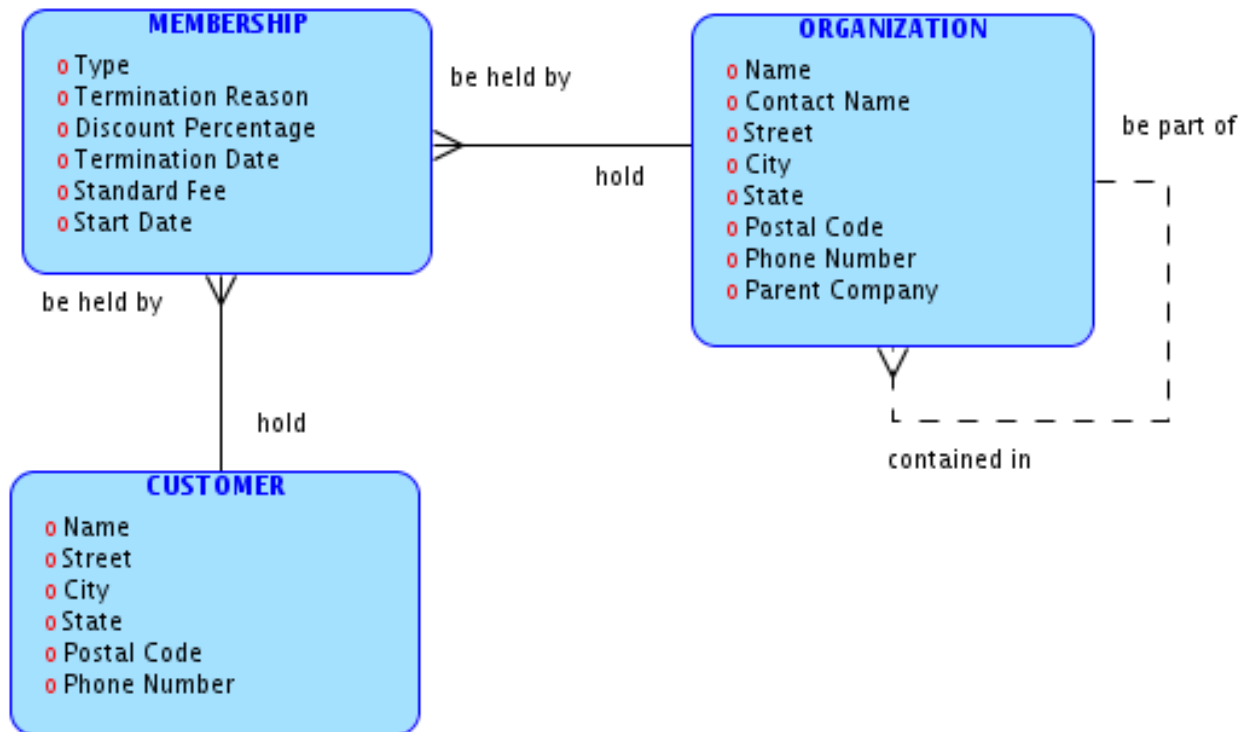 MEMBERSHIP
o Type
o Termination Reason
o Discount Percentage
o Termination Date
o Standard Fee
o Start Date
be held by
hold
ORGANIZATION
o Name
o Contact Name
o Street
o City
o State
o Postal Code
o Phone Number
o Parent Company
be part of
contained in
be held by
hold
CUSTOMER
o Name
o Street
o City
o State
o Postal Code
o Phone Number